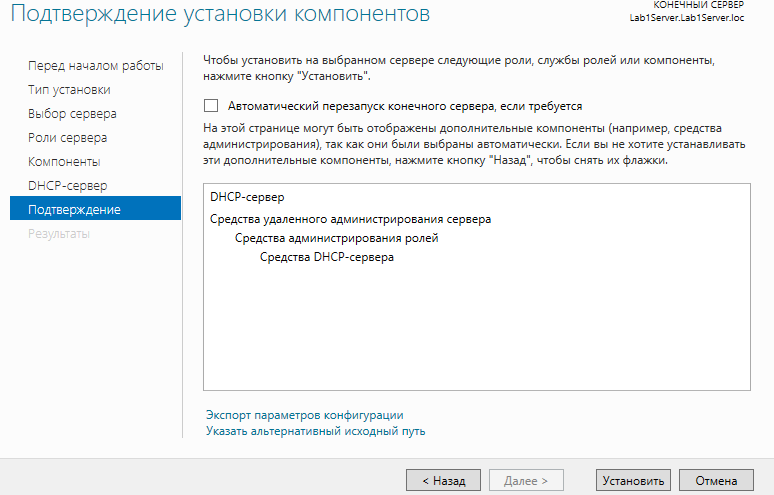 Подтверждение установки компонентов
КОНЕЧНЫЙ СЕРВЕР
Lab1Server.Lab1Server.loc
Перед началом работы
Тип установки
Выбор сервера
Роли сервера
Компоненты
DHCP-сервер
Подтверждение
Результаты
Чтобы установить на выбранном сервере следующие роли, службы ролей или компоненты,
нажмите кнопку "Установить".
Автоматический перезапуск конечного сервера, если требуется
На этой странице могут быть отображены дополнительные компоненты (например, средства
администрирования), так как они были выбраны автоматически. Если вы не хотите устанавливать
эти дополнительные компоненты, нажмите кнопку "Назад", чтобы снять их флажки.
DHCP-сервер
Средства удаленного администрирования сервера
Средства администрирования ролей
Средства DHCP-сервера
Экспорт параметров конфигурации
Указать альтернативный исходный путь
< Назад
Далее >
Установить
Отмена